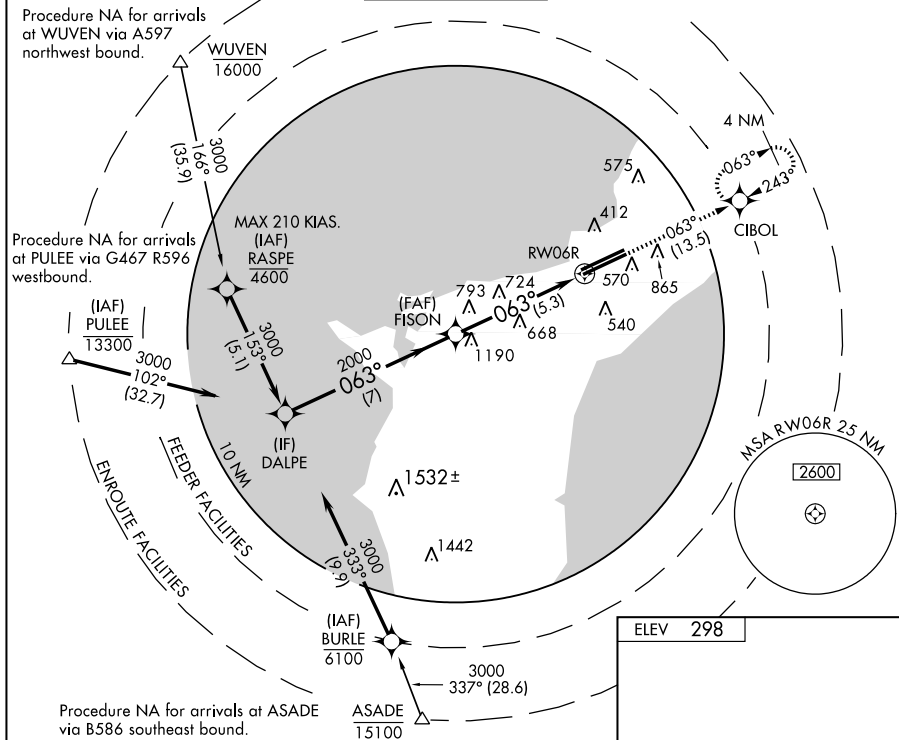 Procedure NA for arrivals
at WUVEN via A597
northwest bound.
WUVEN
16000
3000
166°
(35.9)
4 NM
063°
243°
CIBOL
575
412
063°
(13.5)
RW06R
570
865
MAX 210 KIAS.
(IAF)
RASPE
4600
Procedure NA for arrivals
at PULEE via G467 R596
westbound.
(IAF)
PULEE
13300
3000
102°
(32.7)
3000
153°
(5.1)
(FAF)
FISON
793
724
063°
(5.3)
668
540
1190
2000
063°
(7)
(IF)
DALPE
10 NM
FEEDER FACILITIES
ENROUTE FACILITIES
1532±
1442
MSA RW06R 25 NM
2600
3000
333°
(9.9)
(IAF)
BURLE
6100
3000
337° (28.6)
ELEV 298
Procedure NA for arrivals at ASADE
via B586 southeast bound.
ASADE
15100